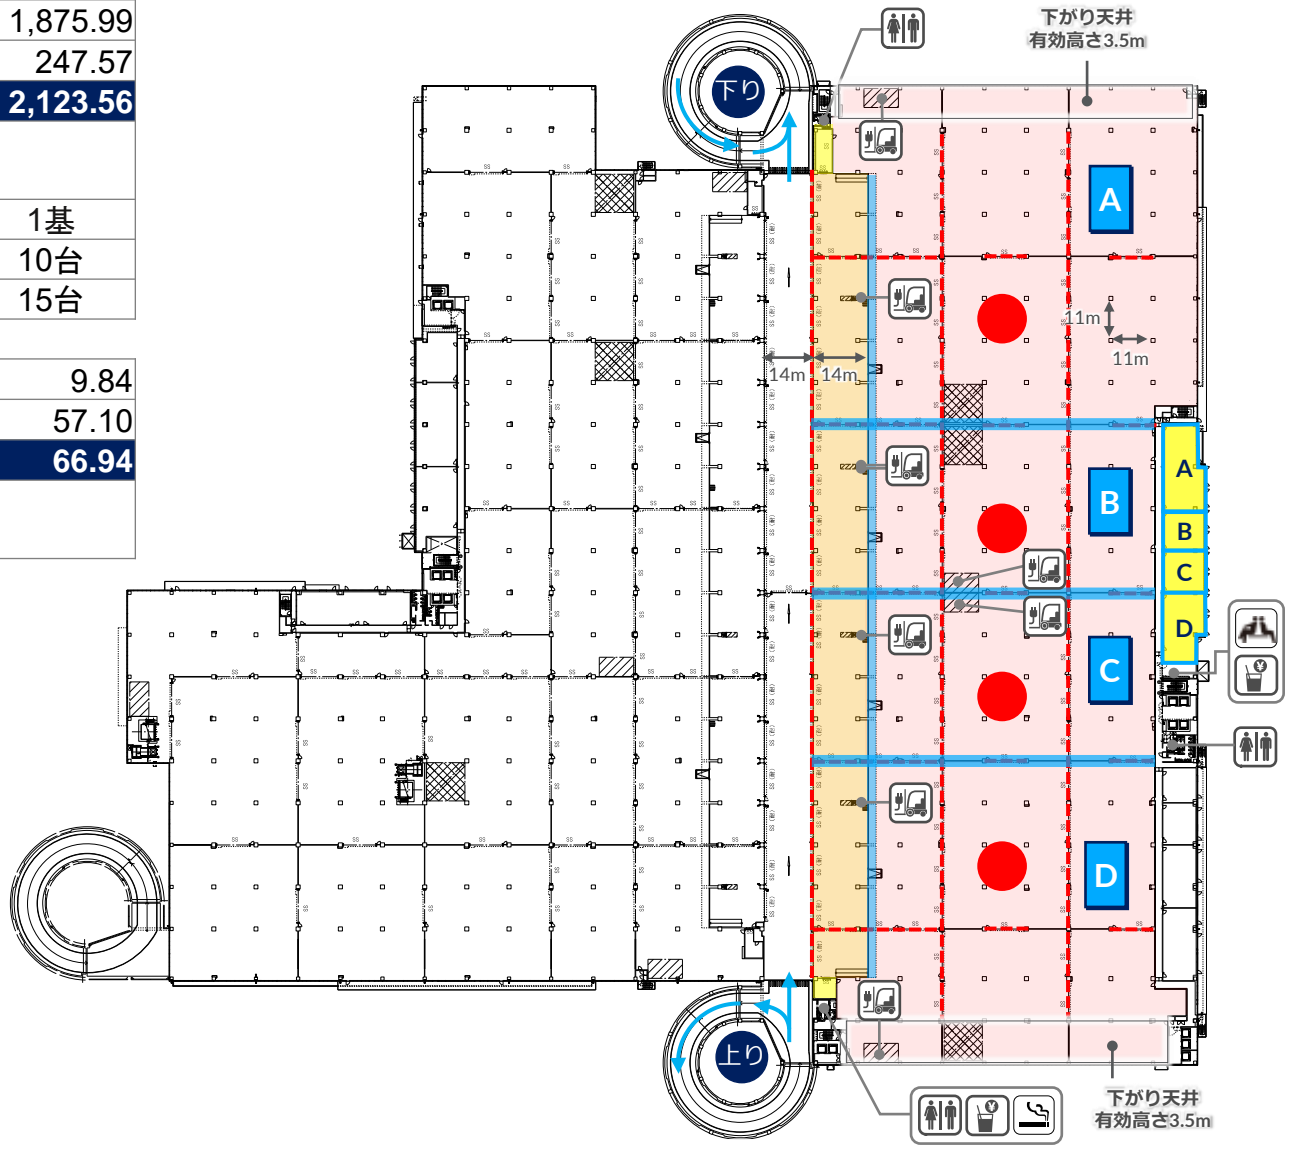 1,875.99
247.57
2,123.56
1基
10台
15台
9.84
57.10
66.94
下がり天井
有効高さ3.5m
下り
A
11m
11m
14m
14m
A
B
B
C
D
C
D
上り
下がり天井
有効高さ3.5m